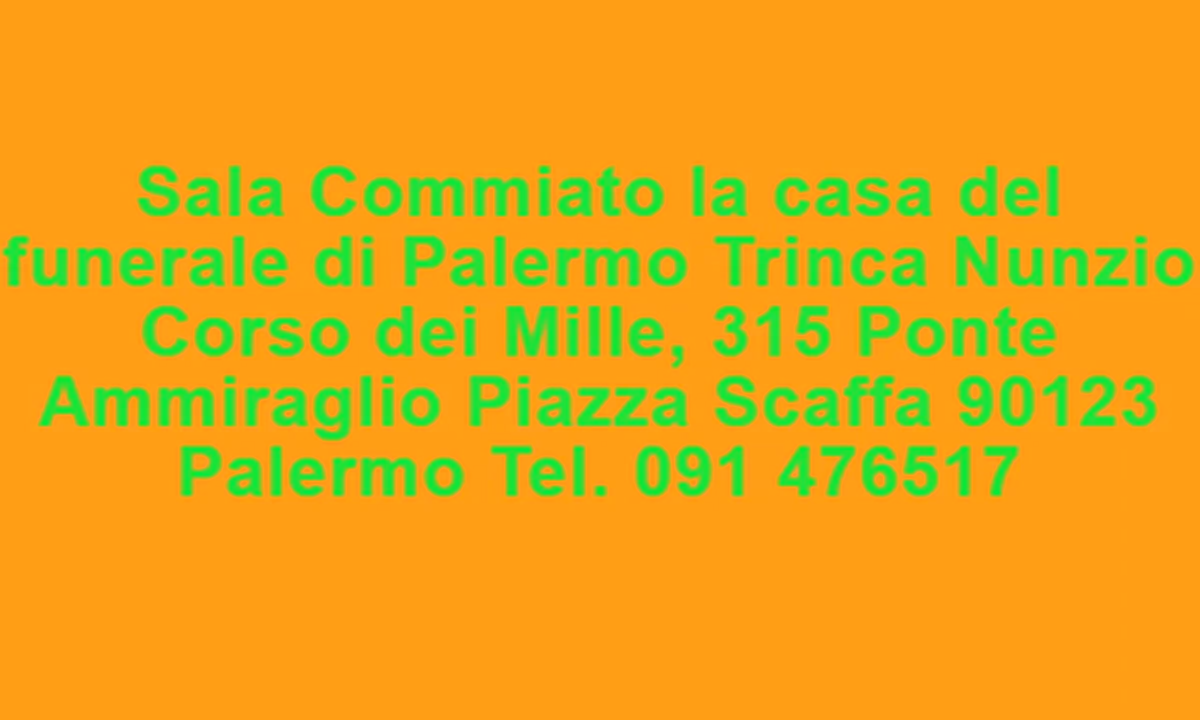 Sala Commiato la casa del
funerale di Palermo Trinca Nunzio
Corso dei Mille, 315 Ponte
Ammiraglio Piazza Scaffa 90123
Palermo Tel. 091 476517